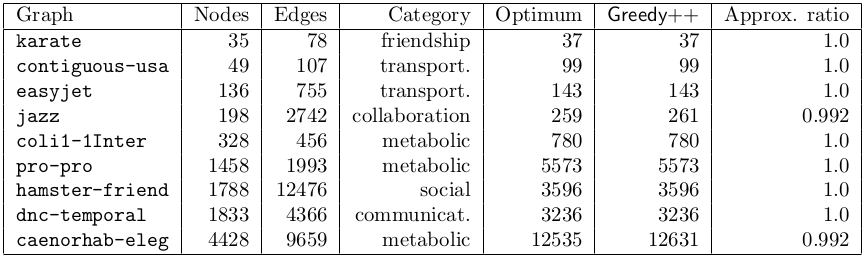 Graph Nodes Edges Category Optimum Greedy++ Approx. ratio
karate 35 78 friendship 37 37 1.0
contiguous-usa 49 107 transport. 99 99 1.0
easyjet 136 755 transport. 143 143 1.0
jazz 198 2742 collaboration 259 261 0.992
coli1-1Inter 328 456 metabolic 780 780 1.0
pro-pro 1458 1993 metabolic 5573 5573 1.0
hamster-friend 1788 12476 social 3596 3596 1.0
dnc-temporal 1833 4366 communicat. 3236 3236 1.0
caenorhab-eleg 4428 9659 metabolic 12535 12631 0.992